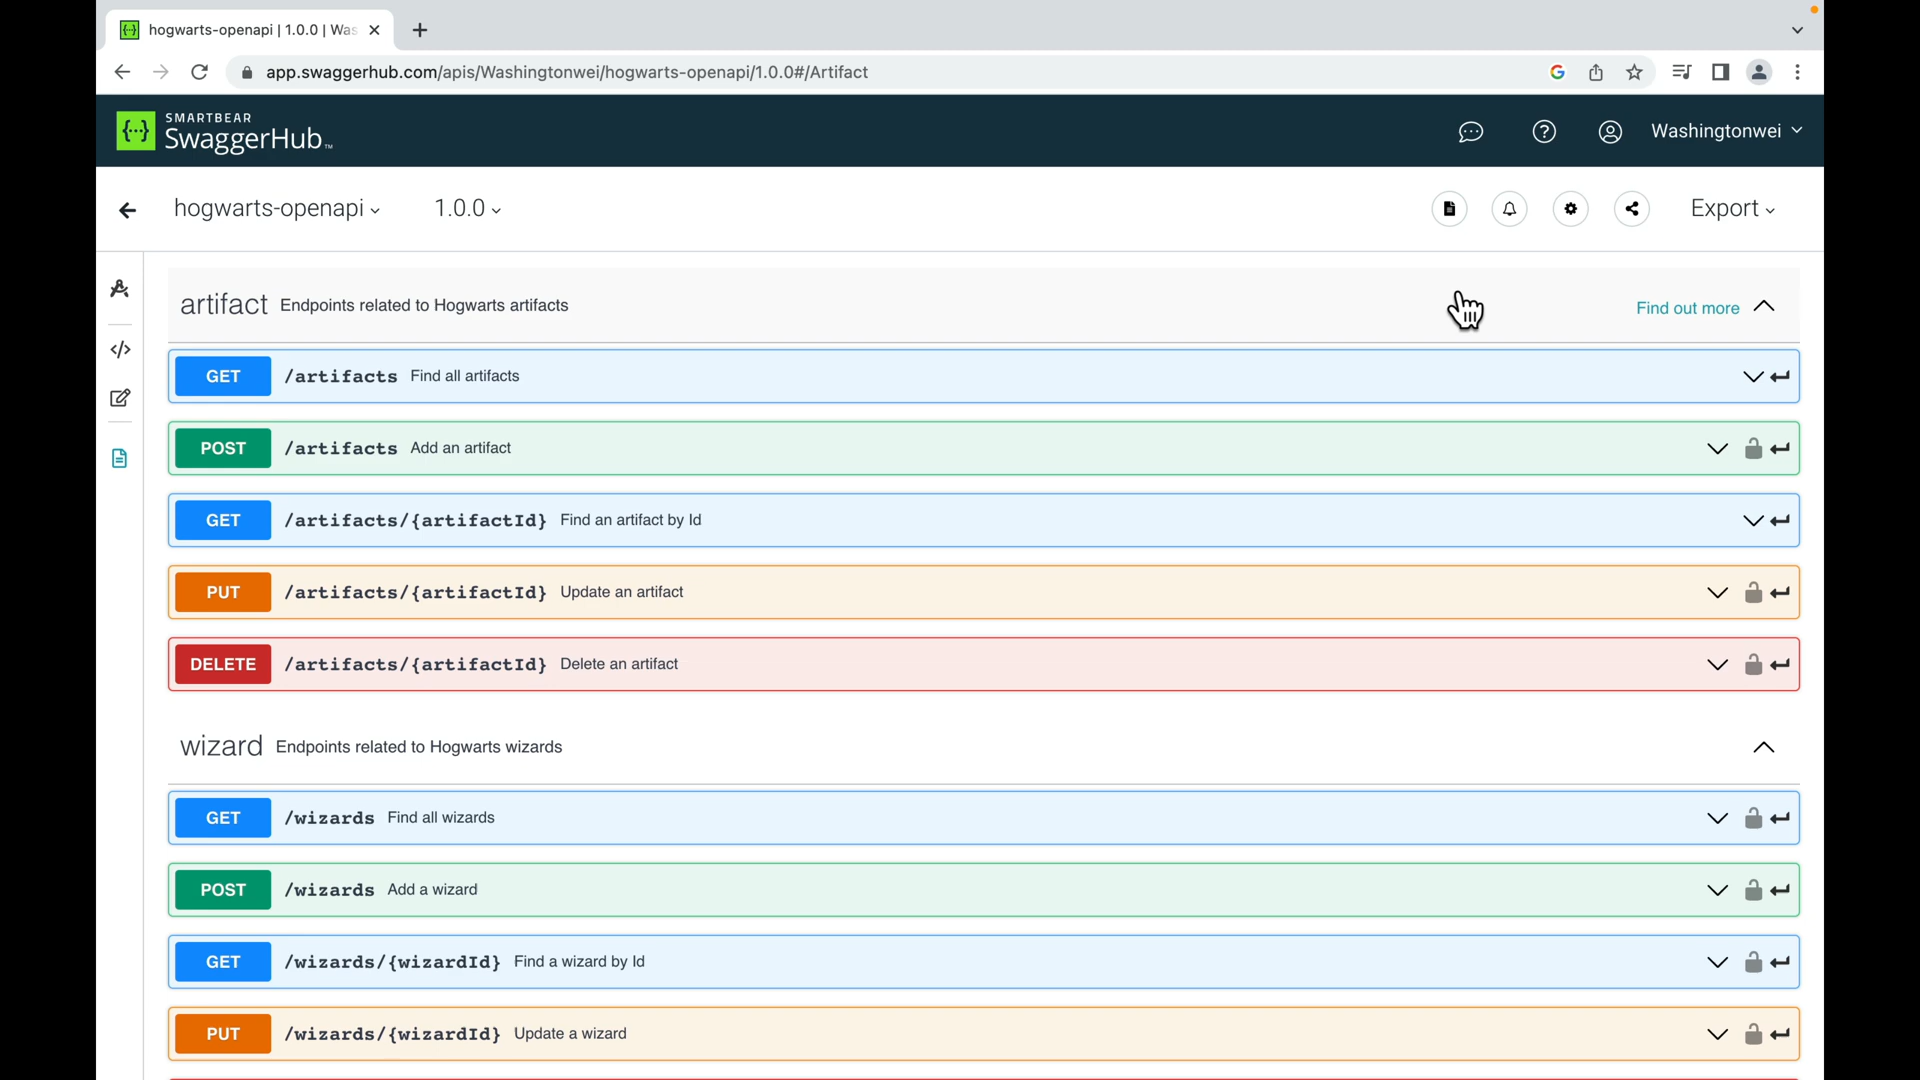 hogwarts-openapi | 1.0.0 | Was
app.swaggerhub.com/apis/Washingtonwei/hogwarts-openapi/1.0.0#/Artifact
SMARTBEAR
SwaggerHub™
Washingtonwei
hogwarts-openapi 1.0.0 Export
artifact Endpoints related to Hogwarts artifacts Find out more
GET /artifacts Find all artifacts
POST /artifacts Add an artifact
GET /artifacts/{artifactId} Find an artifact by Id
PUT /artifacts/{artifactId} Update an artifact
DELETE /artifacts/{artifactId} Delete an artifact
wizard Endpoints related to Hogwarts wizards
GET /wizards Find all wizards
POST /wizards Add a wizard
GET /wizards/{wizardId} Find a wizard by Id
PUT /wizards/{wizardId} Update a wizard